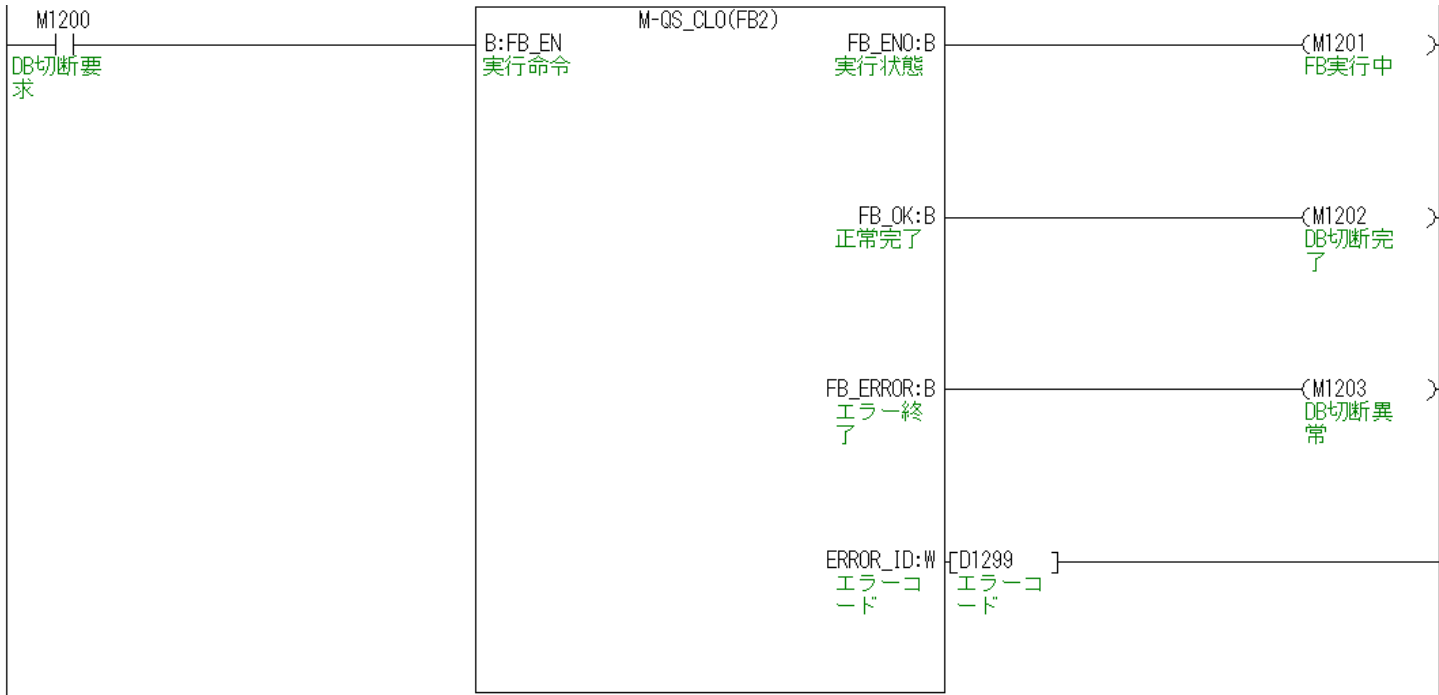 M1200
M-QS_CLO(FB2)
B:FB_EN
FB_ENO:B
(M1201 )
DB切断要
求
実行命令
実行状態
FB実行中
FB_OK:B
(M1202 )
正常完了
DB切断完
了
FB_ERROR:B
(M1203 )
エラー終
了
DB切断異
常
ERROR_ID:W
[D1299 ]
エラーコ
ード
エラーコ
ード